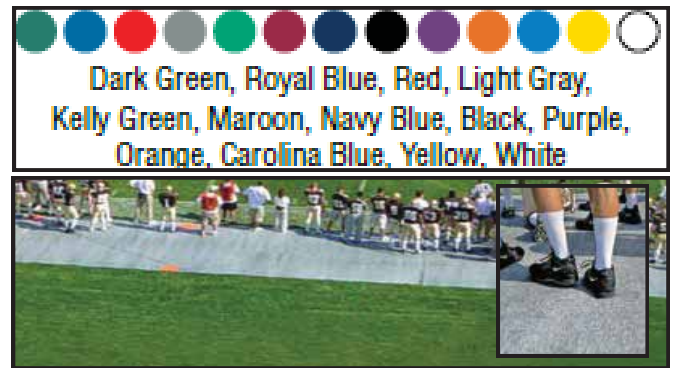 Dark Green, Royal Blue, Red, Light Gray,
Kelly Green, Maroon, Navy Blue, Black, Purple,
Orange, Carolina Blue, Yellow, White